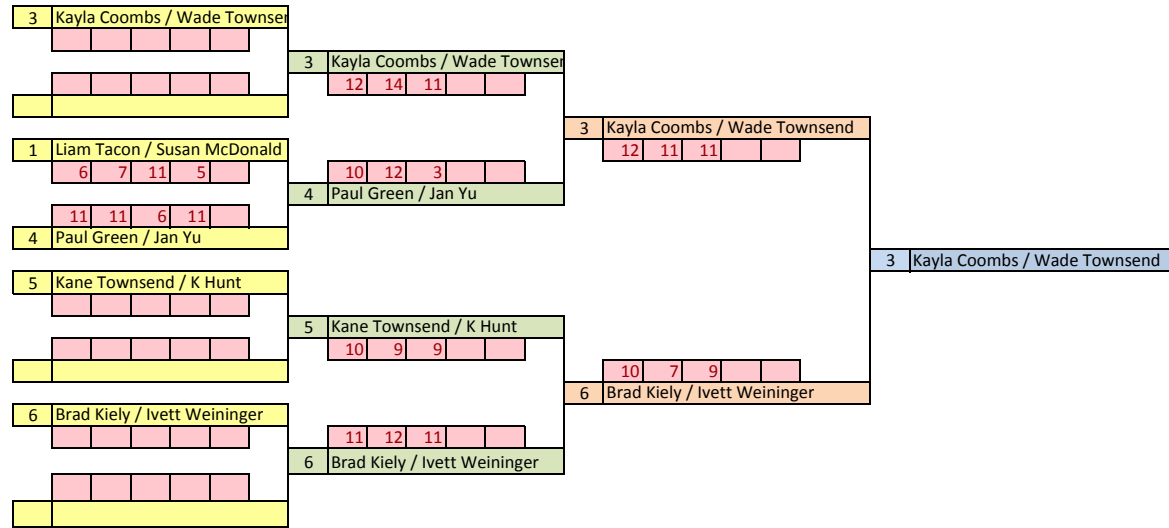 3 Kayla Coombs / Wade Townsen
3 Kayla Coombs / Wade Townsen
12 14 11
3 Kayla Coombs / Wade Townsend
1 Liam Tacon / Susan McDonald
12 11 11
6 7 11 5
10 12 3
4 Paul Green / Jan Yu
11 11 6 11
4 Paul Green / Jan Yu
3 Kayla Coombs / Wade Townsend
5 Kane Townsend / K Hunt
5 Kane Townsend / K Hunt
10 9 9
10 7 9
6 Brad Kiely / Ivett Weininger
6 Brad Kiely / Ivett Weininger
11 12 11
6 Brad Kiely / Ivett Weininger